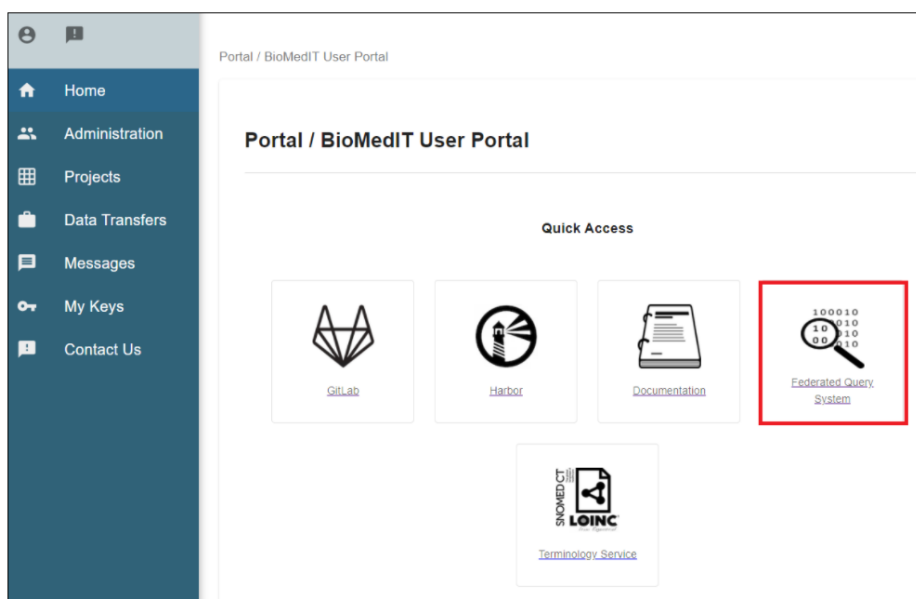 Portal / BioMedIT User Portal
Home
Administration
Projects
Data Transfers
Messages
My Keys
Contact Us
Portal / BioMedIT User Portal
Quick Access
GitLab
Harbor
Documentation
100010
010
10 010
00 010
Federated Query
System
SNOMED CT
LOINC
Terminology Service